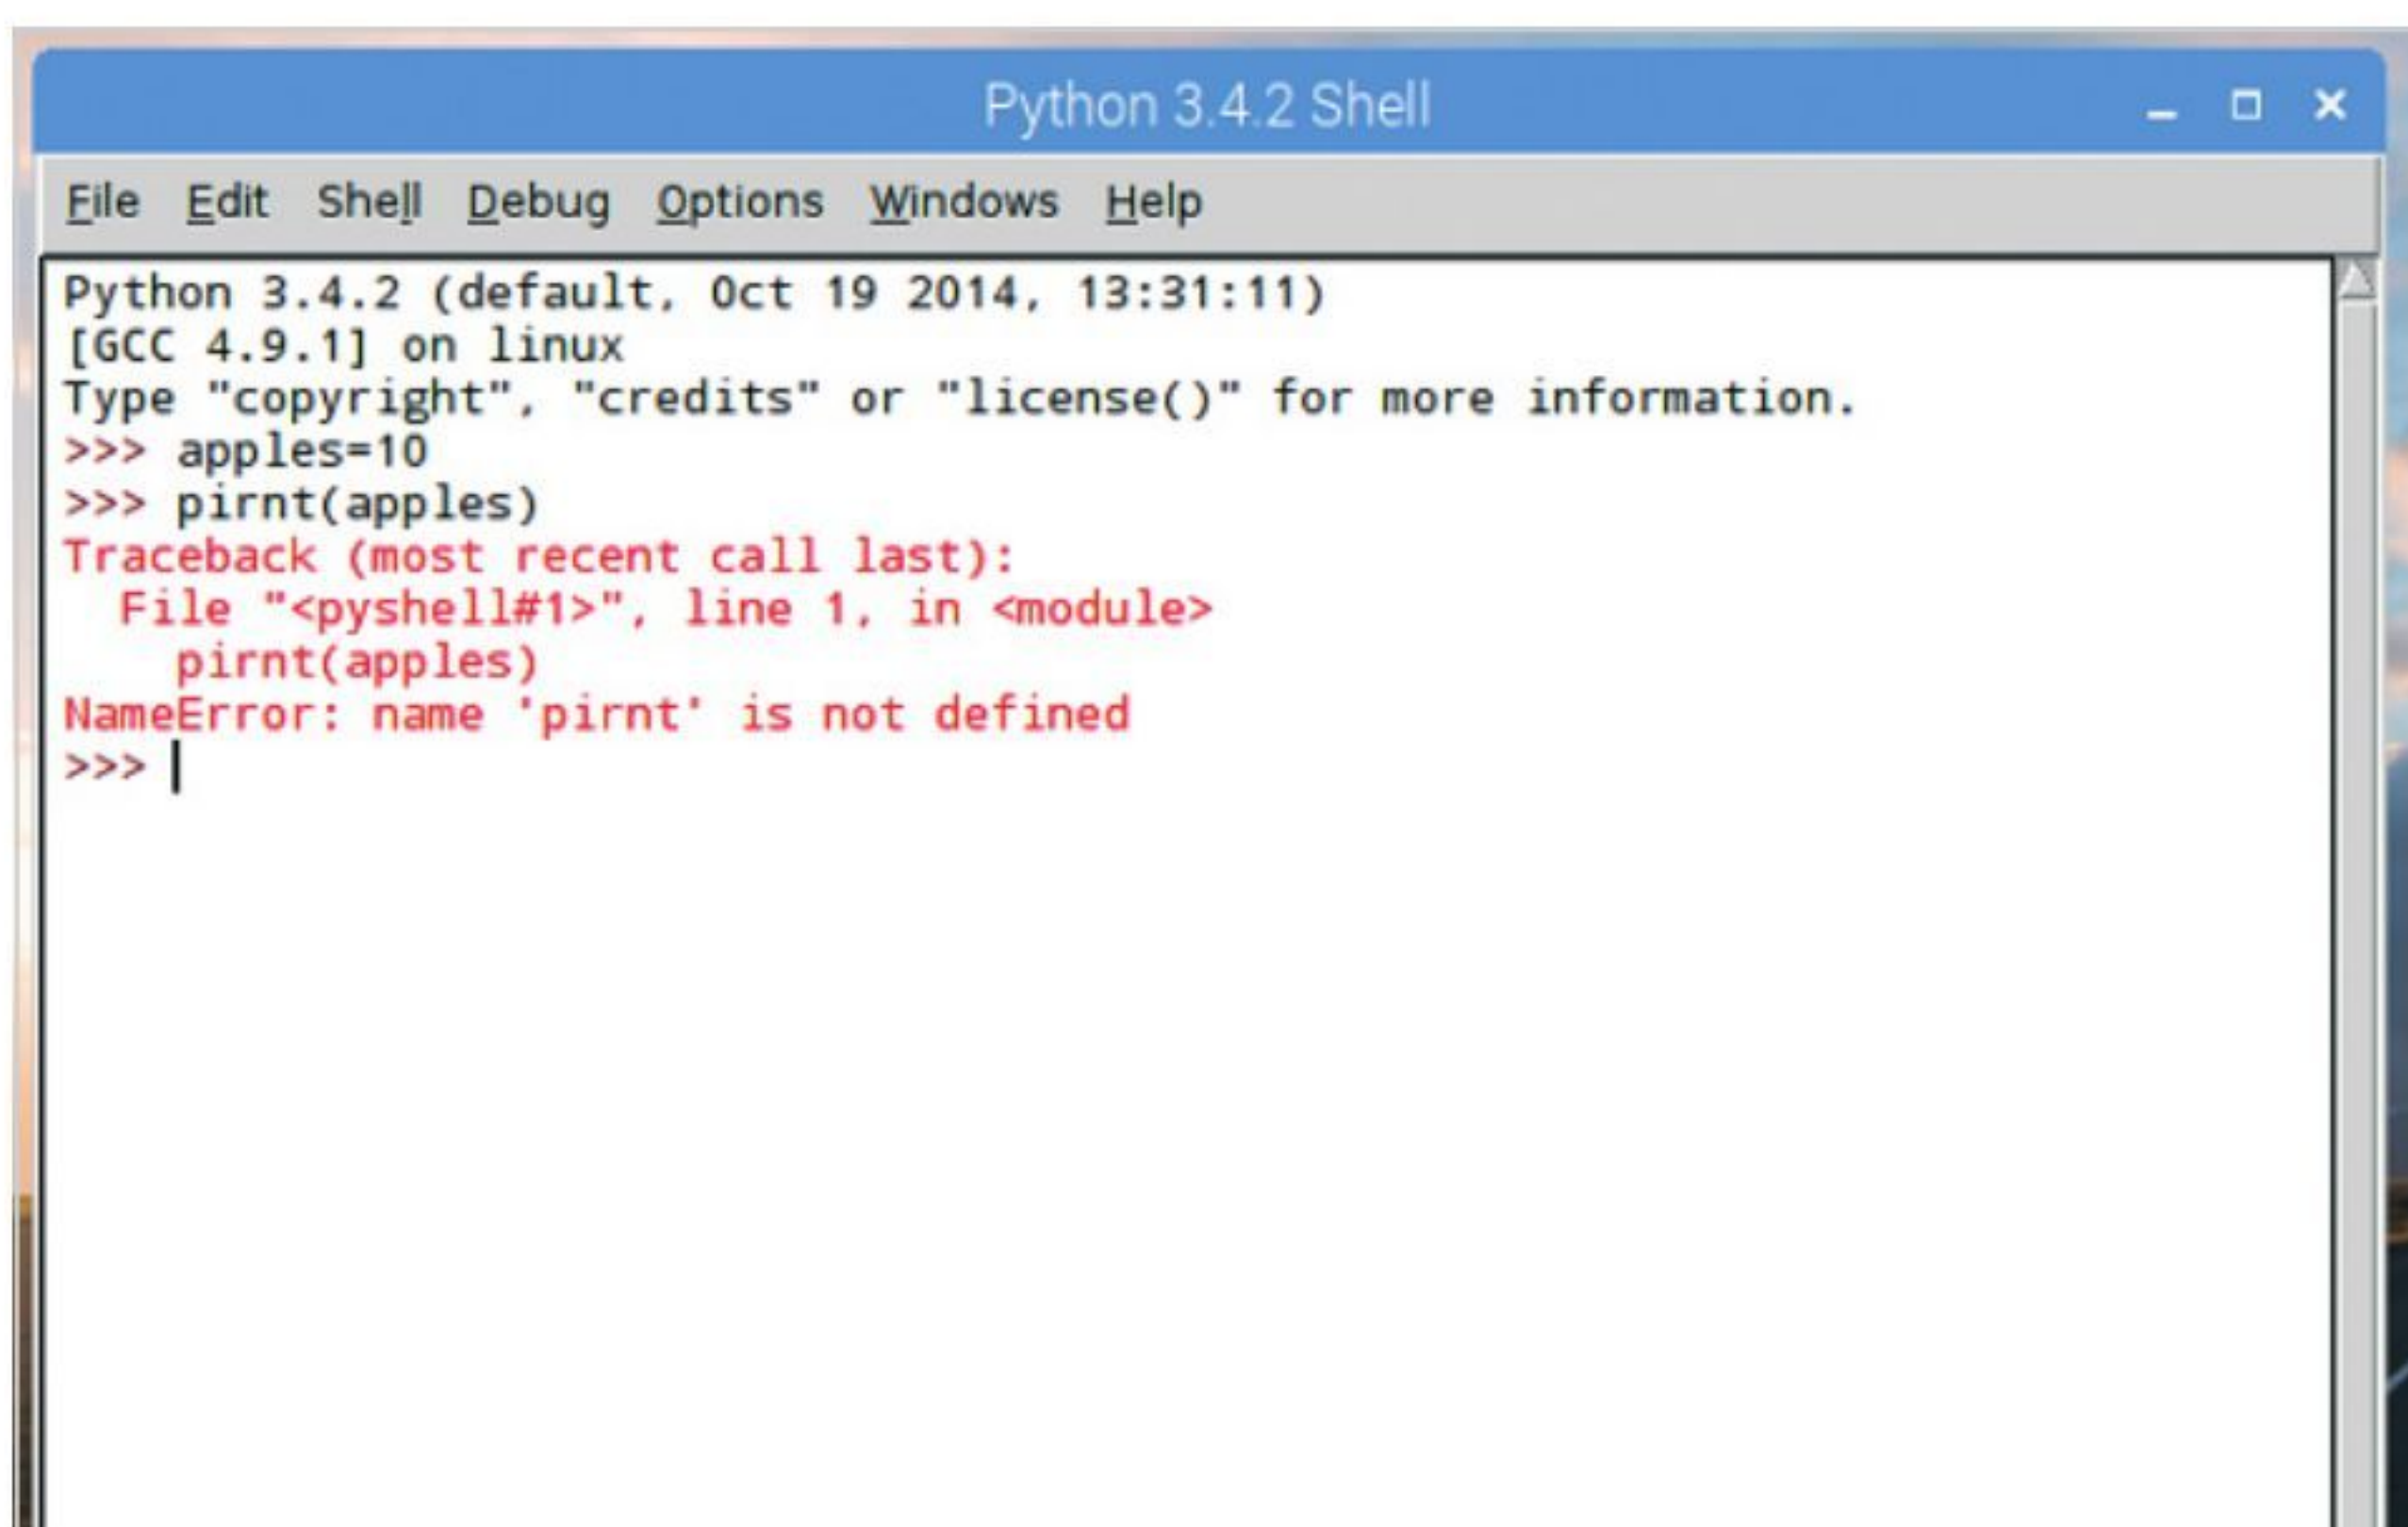 Python 3.4.2 Shell
File Edit Shell Debug Options Windows Help
Python 3.4.2 (default, Oct 19 2014, 13:31:11)
[GCC 4.9.1] on linux
Type "copyright", "credits" or "license()" for more information.
>>> apples=10
>>> pirnt(apples)
Traceback (most recent call last):
  File "<pyshell#1>", line 1, in <module>
    pirnt(apples)
NameError: name 'pirnt' is not defined
>>>